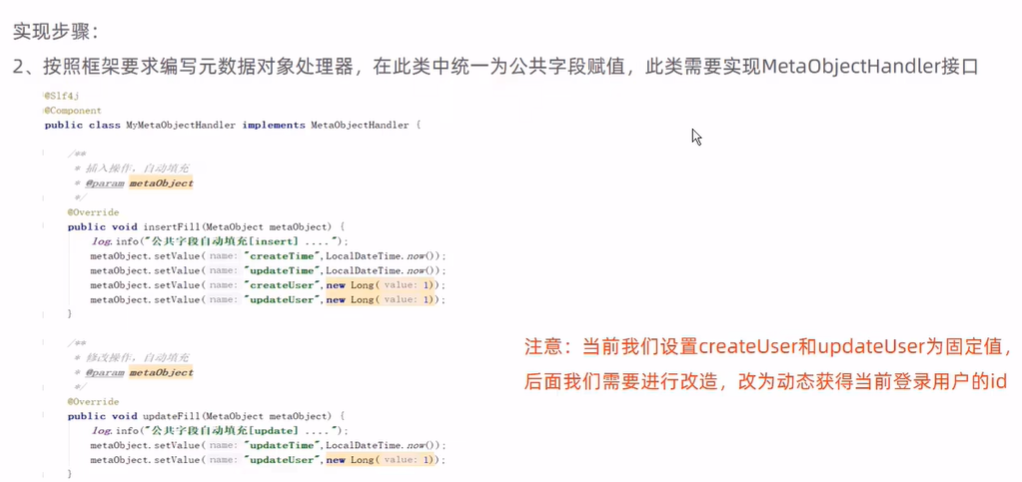 实现步骤：
2、按照框架要求编写元数据对象处理器，在此类中统一为公共字段赋值，此类需要实现MetaObjectHandler接口
@Slf4j
@Component
public class MyMetaObjectHandler implements MetaObjectHandler {
/**
* 插入操作，自动填充
* @param metaObject
*/
@Override
public void insertFill(MetaObject metaObject) {
log.info("公共字段自动填充[insert] ....");
metaObject.setValue( name: "createTime",LocalDateTime.now());
metaObject.setValue( name: "updateTime",LocalDateTime.now());
metaObject.setValue( name: "createUser",new Long( value: 1));
metaObject.setValue( name: "updateUser",new Long( value: 1));
}
/**
* 修改操作，自动填充
* @param metaObject
*/
@Override
public void updateFill(MetaObject metaObject) {
log.info("公共字段自动填充[update] ....");
metaObject.setValue( name: "updateTime",LocalDateTime.now());
metaObject.setValue( name: "updateUser",new Long( value: 1));
}
注意：当前我们设置createUser和updateUser为固定值，
后面我们需要进行改造，改为动态获得当前登录用户的id